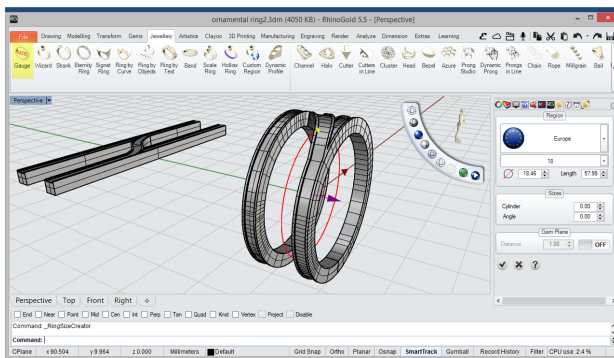 ornamental ring2.3dm (4050 KB) - RhinoGold 5.5 - [Perspective]
File Drawing Modelling Transform Gems Jewellery Artistica Clayoo 3D Printing Manufacturing Engraving Render Analyze Dimension Extras Learning
Gauge Wizard Shank Eternity Ring Signet Ring Ring by Curve Ring by Objects Ring by Text Band Scale Ring Hollow Ring Custom Region Dynamic Profile Channel Halo Cutter Cutters in Line Cluster Head Bezel Azure Prong Studio Dynamic Prong Prongs in Line Chain Rope Milligrain Bail
Perspective
Region
Europe
18
18.46 Length 57.99
Sizes
Cylinder 0.00
Angle 0.00
Gem Plane
Distance 1.00 OFF
Perspective Top Front Right
End Near Point Mid Cen Int Perp Tan Quad Knot Vertex Project Disable
Command: _RingSizeCreator
Command:
CPlane x 90.504 y 9.964 z 0.000 Millimeters Default Grid Snap Ortho Planar Osnap SmartTrack Gumball Record History Filter CPU use: 2.4 %